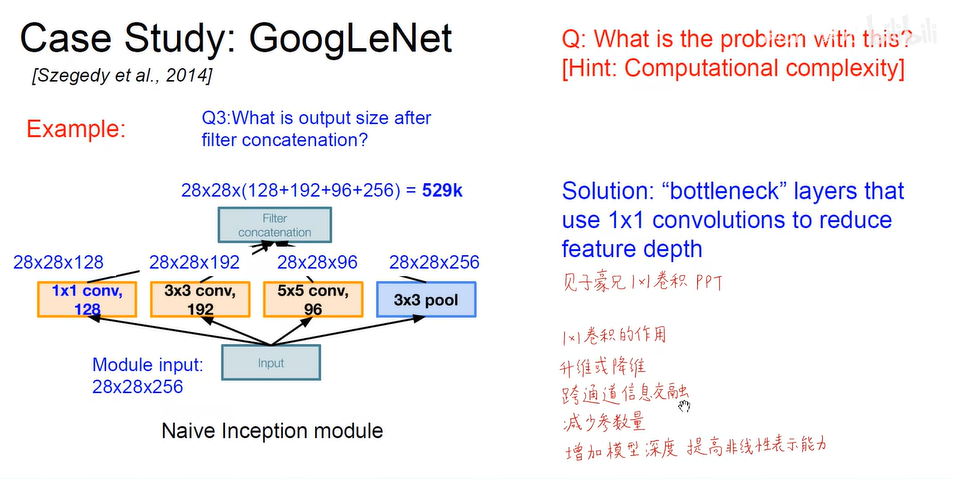 Case Study: GoogLeNet
[Szegedy et al., 2014]
Example:
Q3:What is output size after
filter concatenation?
28x28x(128+192+96+256) = 529k
Filter
concatenation
28x28x128
28x28x192
28x28x96
28x28x256
1x1 conv,
128
3x3 conv,
192
5x5 conv,
96
3x3 pool
Module input:
28x28x256
Input
Naive Inception module
Q: What is the problem with this?
[Hint: Computational complexity]
bilibili
Solution: “bottleneck” layers that
use 1x1 convolutions to reduce
feature depth
见子豪兄 1×1卷积 PPT
1×1卷积的作用
升维或降维
跨通道信息交融
减少参数量
增加模型深度 提高非线性表示能力